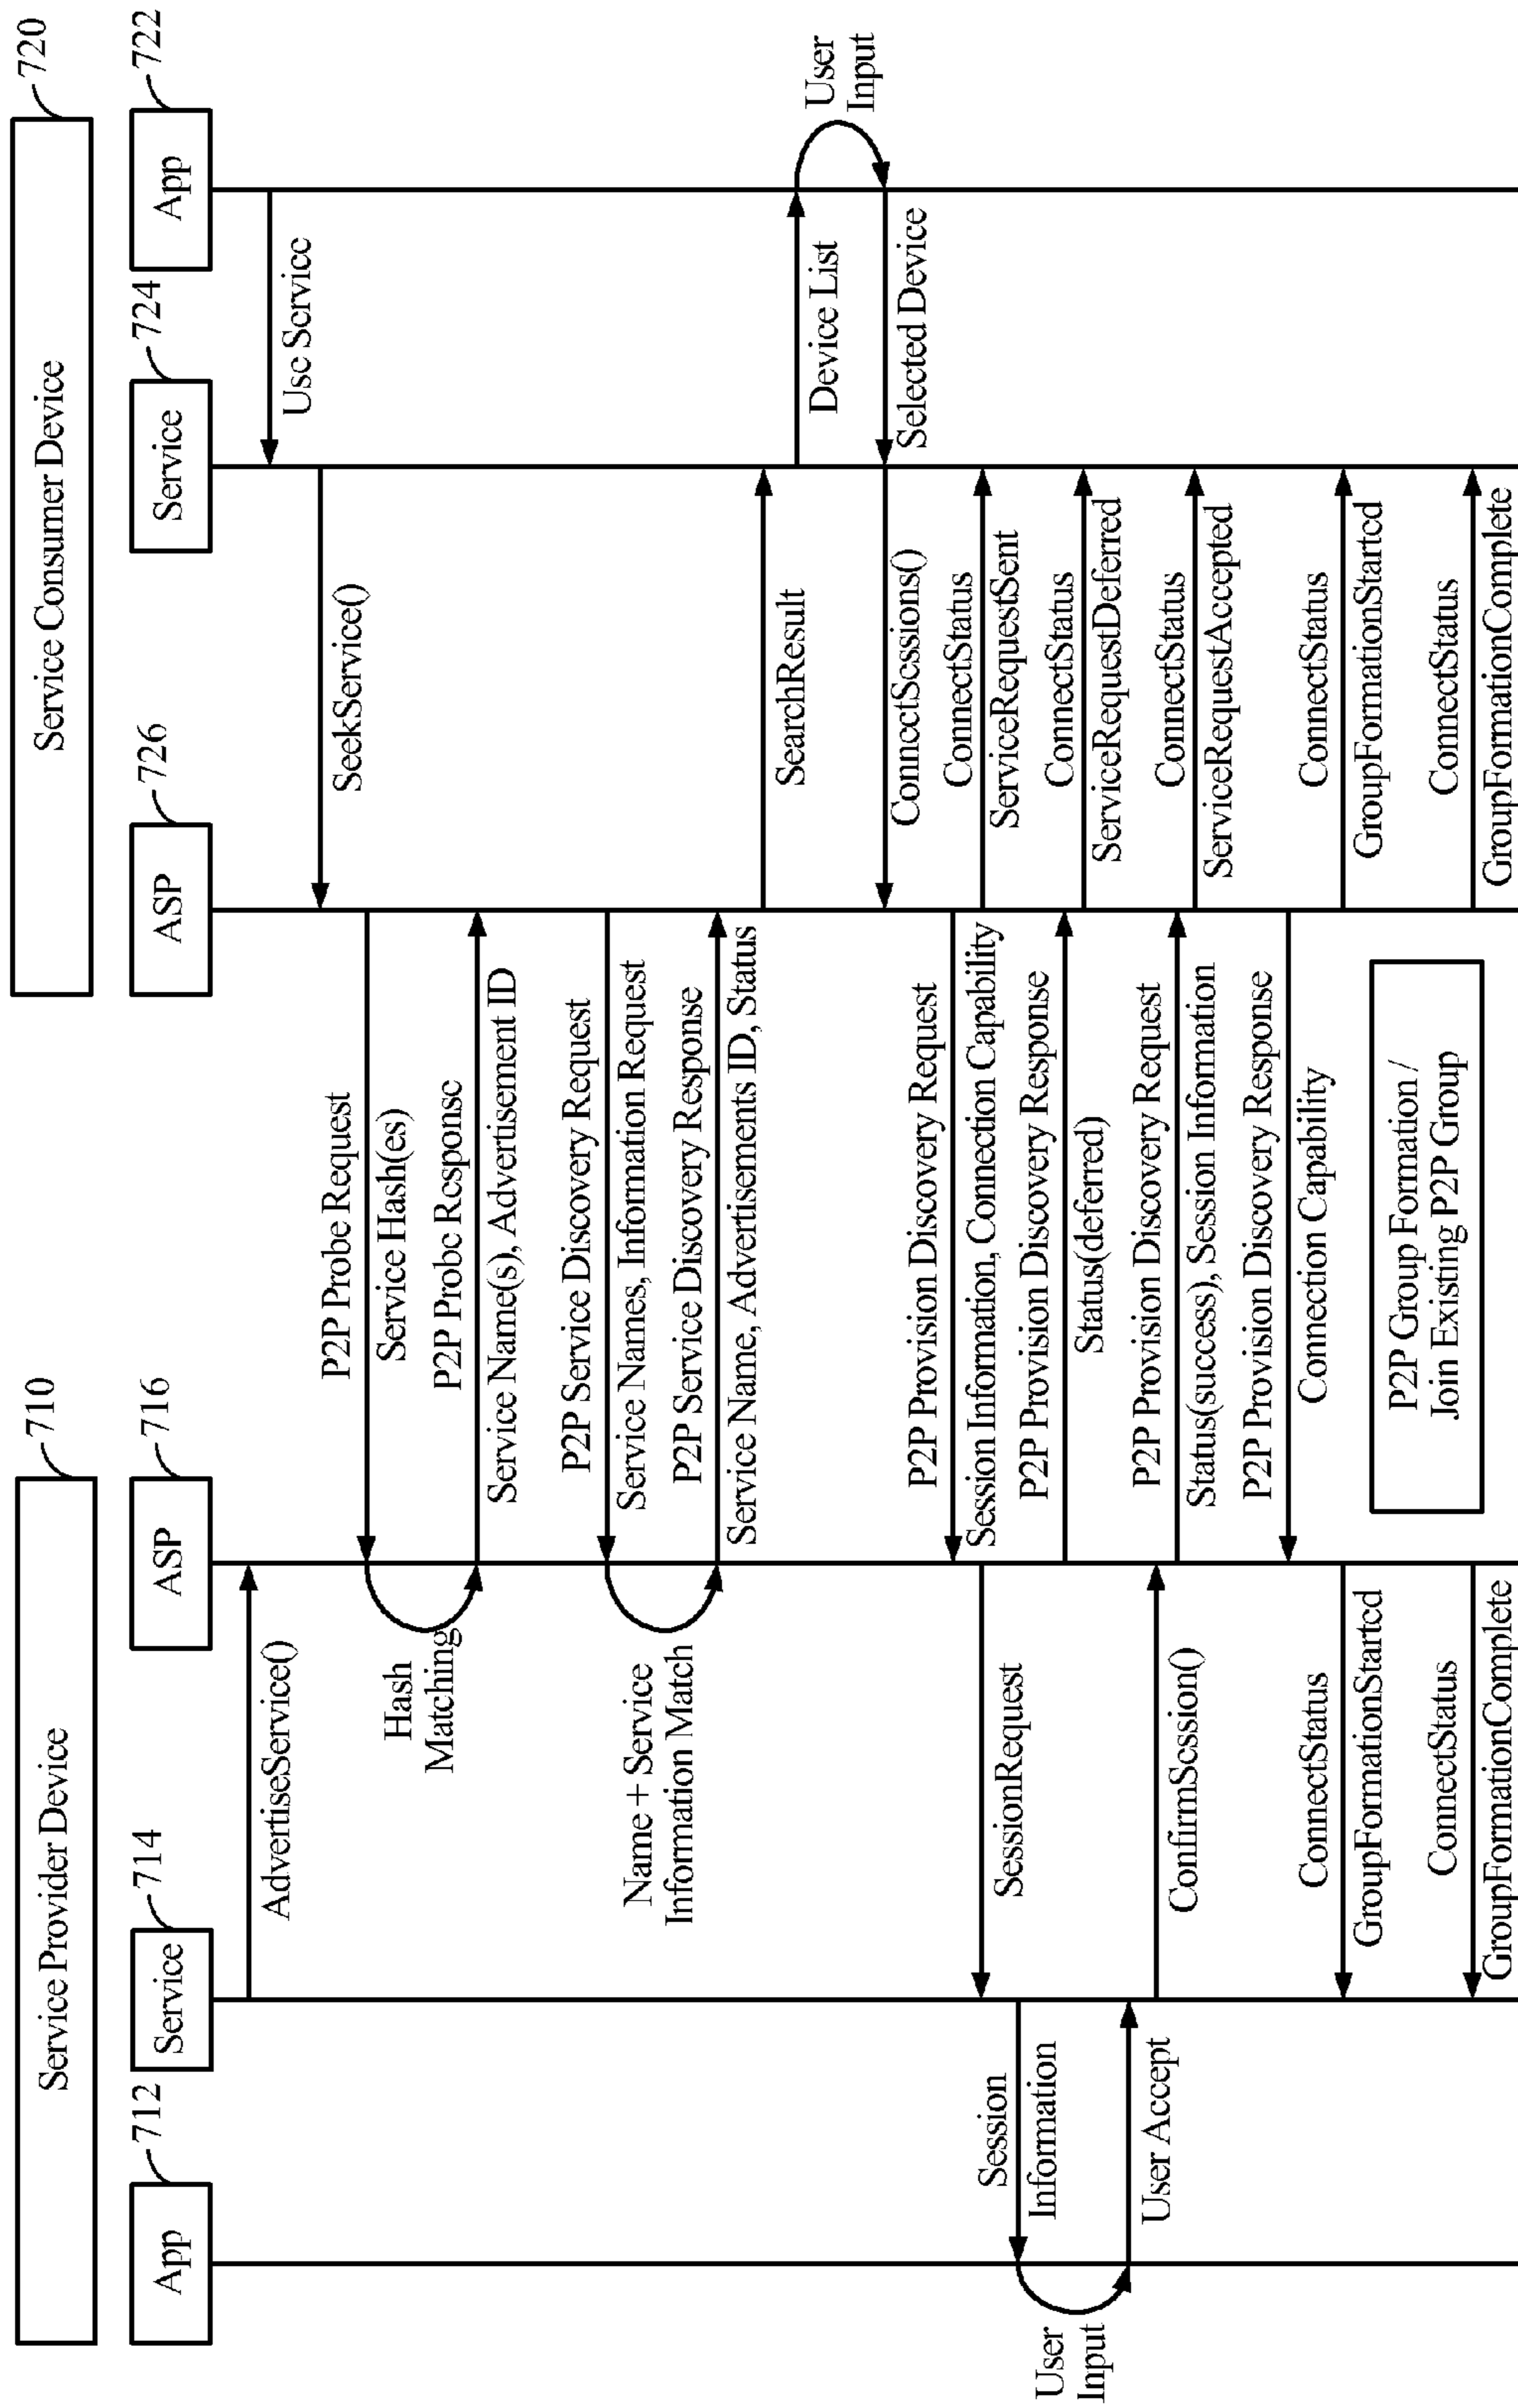 Service Provider Device
710
Service Consumer Device
720
App
712
Service
714
ASP
716
ASP
726
Service
724
App
722
AdvertiseService()
Use Service
SeekService()
P2P Probe Request
Service Hash(es)
Hash
Matching
P2P Probe Response
Service Name(s), Advertisement ID
P2P Service Discovery Request
Service Names, Information Request
Name + Service
Information Match
P2P Service Discovery Response
Service Name, Advertisements ID, Status
SearchResult
Device List
User
Input
Selected Device
ConnectSessions()
P2P Provision Discovery Request
Session Information, Connection Capability
ConnectStatus
ServiceRequestSent
SessionRequest
Session
Information
User
Input
P2P Provision Discovery Response
Status(deferred)
ConnectStatus
ServiceRequestDeferred
User Accept
ConfirmSession()
P2P Provision Discovery Request
Status(success), Session Information
ConnectStatus
ServiceRequestAccepted
P2P Provision Discovery Response
Connection Capability
ConnectStatus
GroupFormationStarted
ConnectStatus
GroupFormationStarted
P2P Group Formation /
Join Existing P2P Group
ConnectStatus
GroupFormationComplete
ConnectStatus
GroupFormationComplete